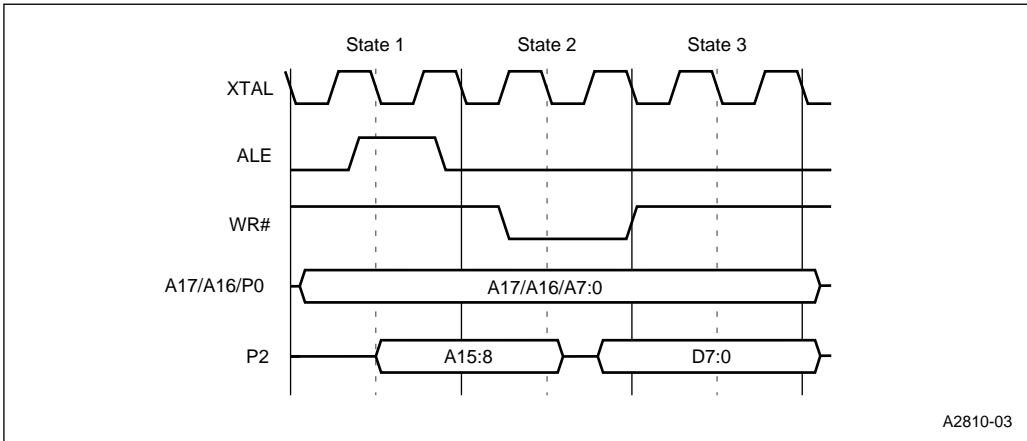 State 1 State 2 State 3
XTAL
ALE
WR#
A17/A16/P0 A17/A16/A7:0
P2 A15:8 D7:0
A2810-03